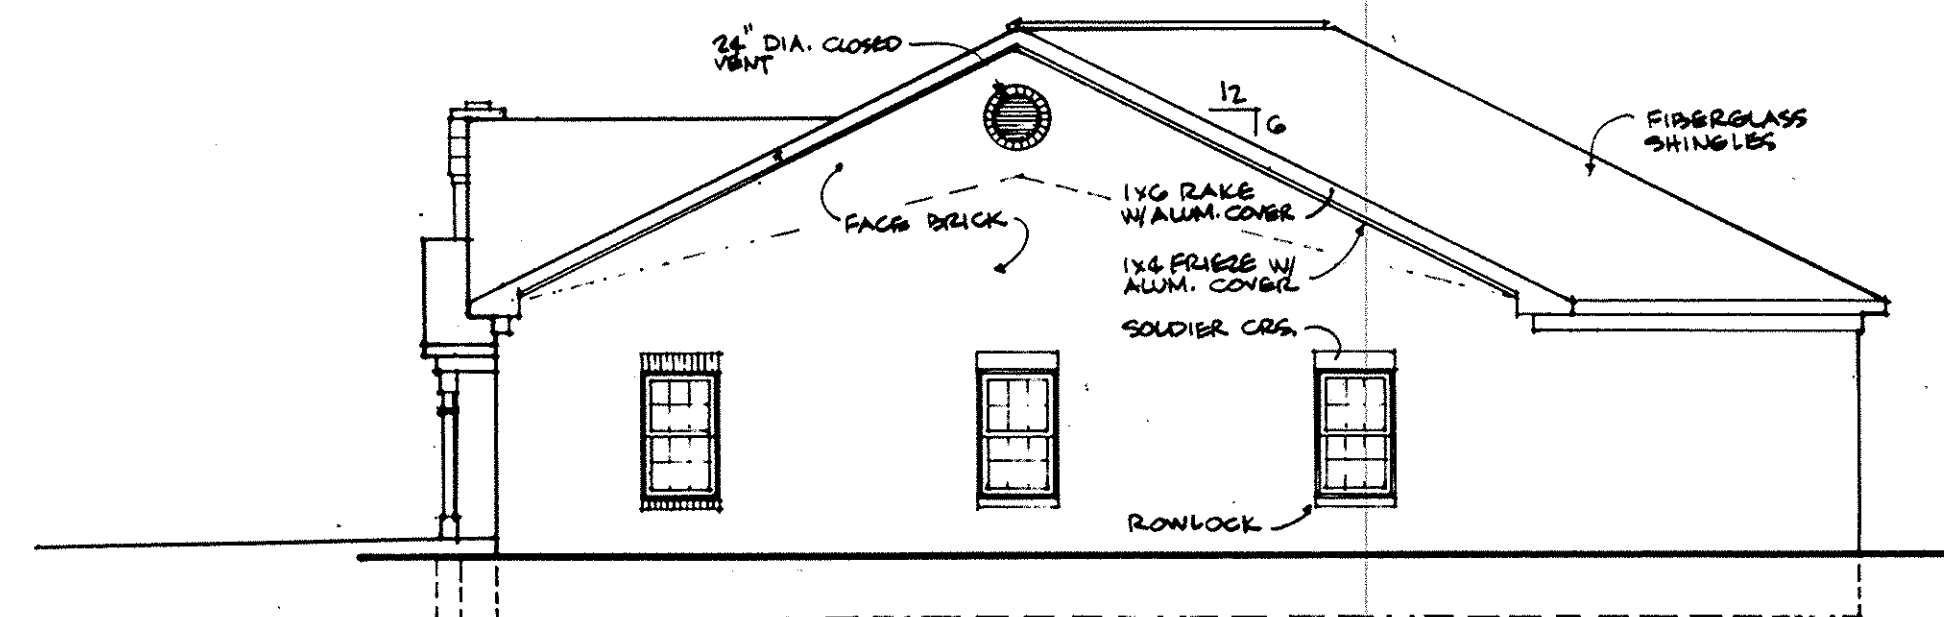 24" DIA. CLOSED
VENT
12
6
FIBERGLASS
SHINGLES
1X6 RAKE
W/ALUM. COVER
FACE BRICK
1X4 FRIEZE W/
ALUM. COVER
SOLDIER CRS.
ROWLOCK